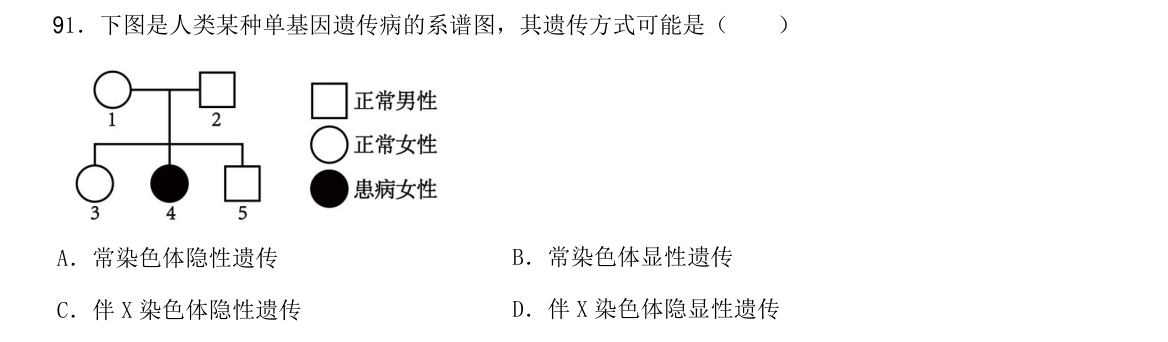 91. 下图是人类某种单基因遗传病的系谱图，其遗传方式可能是（　　）
1 2
正常男性
正常女性
患病女性
3 4 5
A. 常染色体隐性遗传 B. 常染色体显性遗传
C. 伴 X 染色体隐性遗传 D. 伴 X 染色体隐显性遗传